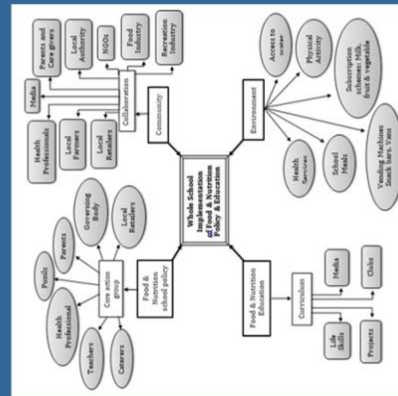 Whole School
Implementation
of Food & Nutrition
Policy & Education
Community
Collaboration
Parents and
Care givers
Local
Authority
NGOs
Food
Industry
Recreation
Industry
Media
Health
Professionals
Local
Farmers
Local
Retailers
Environment
Access to
Physical
Activity
Subscription
schemes: Milk,
fruit & vegetable
Health
Services
School
Meals
Vending Machines
Snack bars, Vans
Food &
Nutrition
school policy
Core action
group
Governing
Body
Local
Retailers
Parents
Pupils
Health
Professional
Teachers
Caterers
Food & Nutrition
Education
Curriculum
Media
Clubs
Life
Skills
Projects